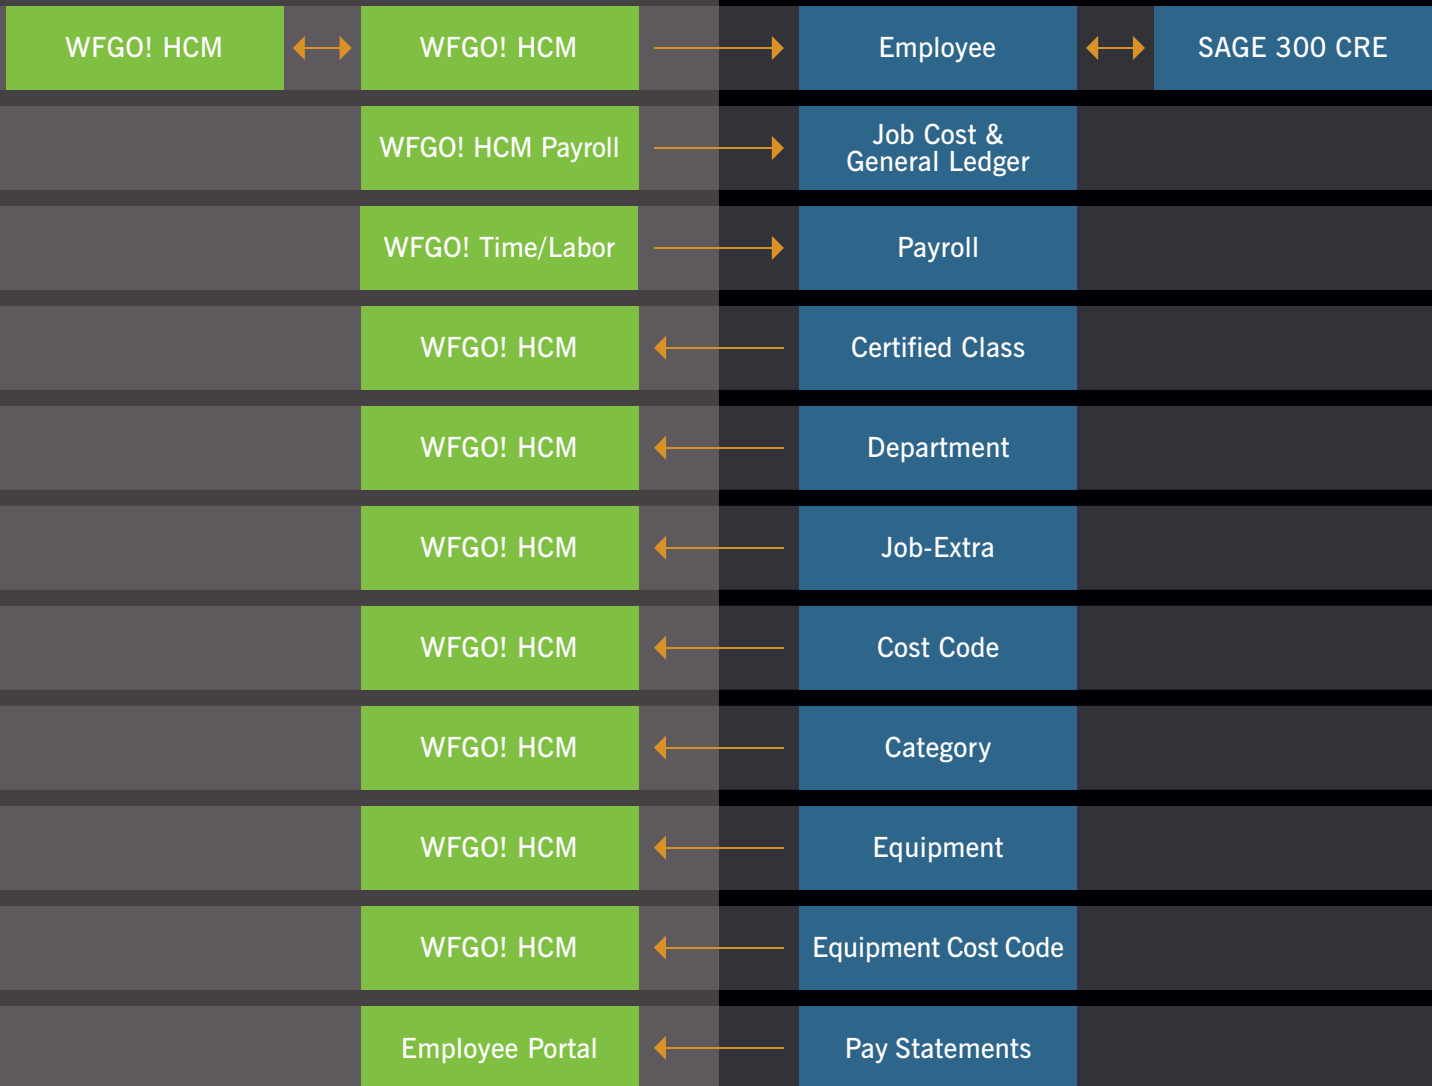 WFGO! HCM
WFGO! HCM
Employee
SAGE 300 CRE
WFGO! HCM Payroll
Job Cost &
General Ledger
WFGO! Time/Labor
Payroll
WFGO! HCM
Certified Class
WFGO! HCM
Department
WFGO! HCM
Job-Extra
WFGO! HCM
Cost Code
WFGO! HCM
Category
WFGO! HCM
Equipment
WFGO! HCM
Equipment Cost Code
Employee Portal
Pay Statements